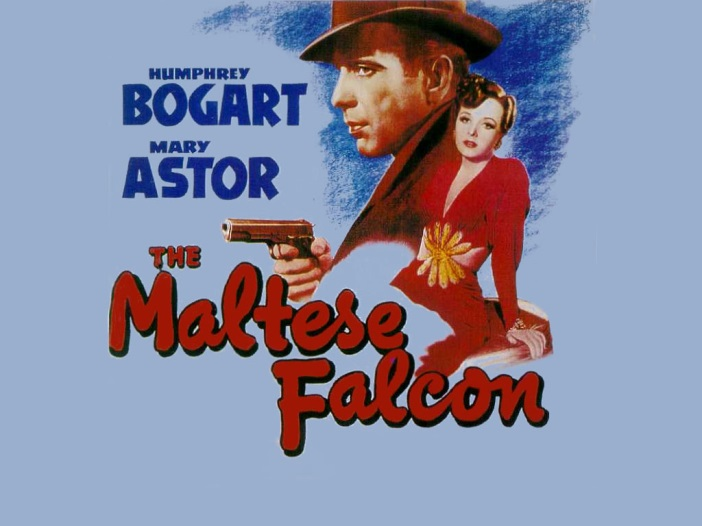 HUMPHREY
BOGART
MARY
ASTOR
THE
Maltese
Falcon